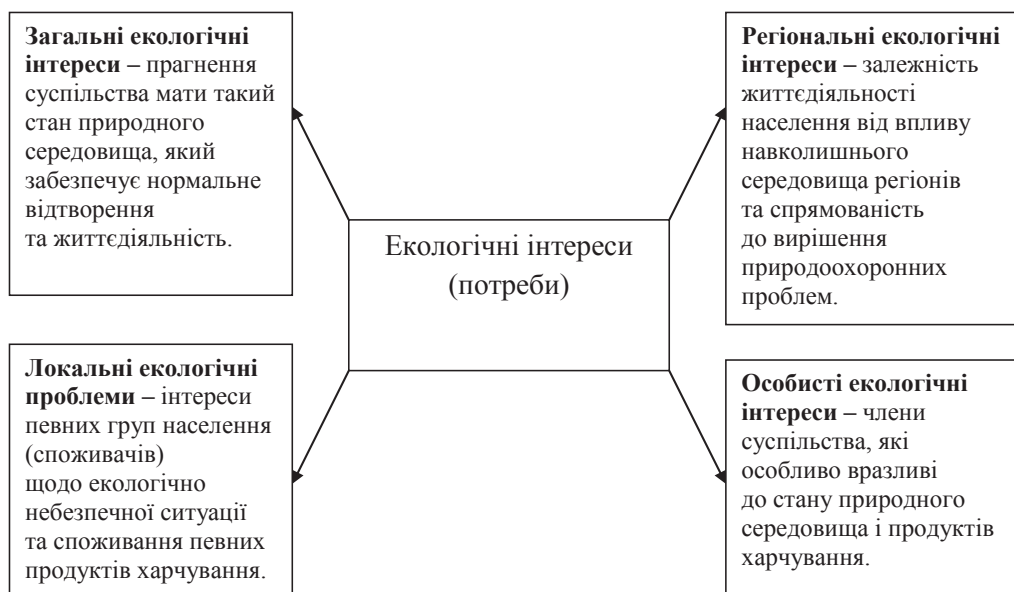 Загальні екологічні
інтереси – прагнення
суспільства мати такий
стан природного
середовища, який
забезпечує нормальне
відтворення
та життєдіяльність.
Регіональні екологічні
інтереси – залежність
життєдіяльності
населення від впливу
навколишнього
середовища регіонів
та спрямованість
до вирішення
природоохоронних
проблем.
Екологічні інтереси
(потреби)
Локальні екологічні
проблеми – інтереси
певних груп населення
(споживачів)
щодо екологічно
небезпечної ситуації
та споживання певних
продуктів харчування.
Особисті екологічні
інтереси – члени
суспільства, які
особливо вразливі
до стану природного
середовища і продуктів
харчування.